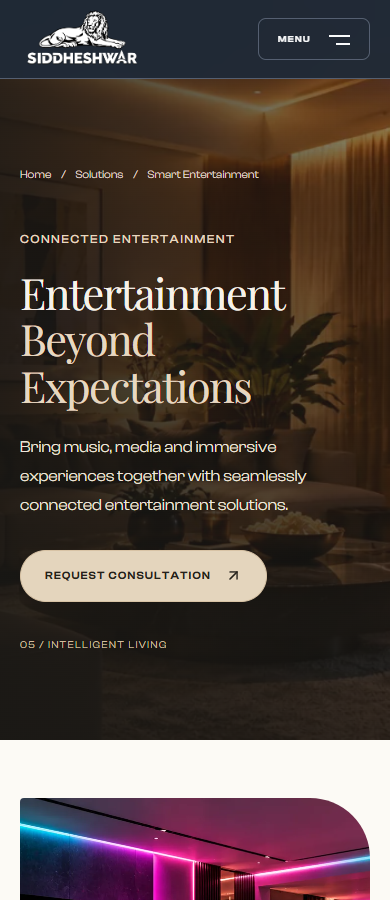 SIDDHESHWAR
MENU
Home / Solutions / Smart Entertainment
CONNECTED ENTERTAINMENT
Entertainment
Beyond
Expectations
Bring music, media and immersive
experiences together with seamlessly
connected entertainment solutions.
REQUEST CONSULTATION
05 / INTELLIGENT LIVING